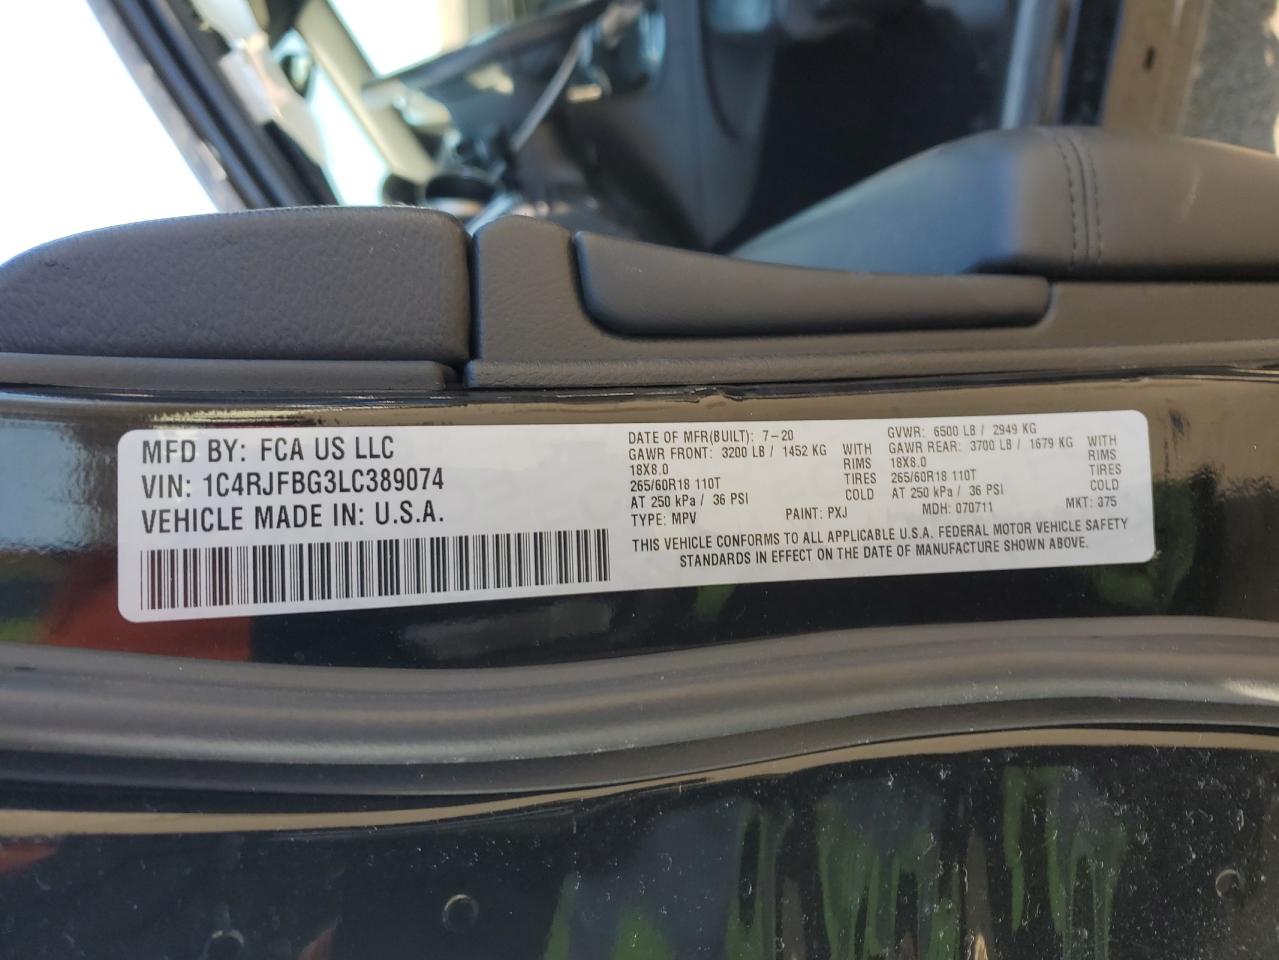 MFD BY: FCA US LLC
VIN: 1C4RJFBG3LC389074
VEHICLE MADE IN: U.S.A.
DATE OF MFR(BUILT): 7-20
GAWR FRONT: 3200 LB / 1452 KG WITH
18X8.0 RIMS
265/60R18 110T TIRES
AT 250 kPa / 36 PSI COLD
TYPE: MPV PAINT: PXJ
GVWR: 6500 LB / 2949 KG
GAWR REAR: 3700 LB / 1679 KG WITH
18X8.0 RIMS
265/60R18 110T TIRES
AT 250 kPa / 36 PSI COLD
MDH: 070711 MKT: 375
THIS VEHICLE CONFORMS TO ALL APPLICABLE U.S.A. FEDERAL MOTOR VEHICLE SAFETY
STANDARDS IN EFFECT ON THE DATE OF MANUFACTURE SHOWN ABOVE.